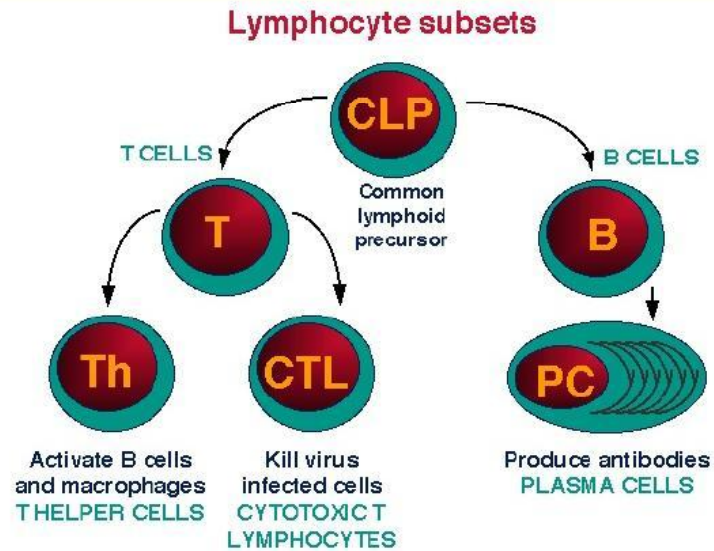 Lymphocyte subsets
CLP
T CELLS
B CELLS
Common
lymphoid
precursor
T
B
Th
CTL
PC
Activate B cells
and macrophages
T HELPER CELLS
Kill virus
infected cells
CYTOTOXIC T
LYMPHOCYTES
Produce antibodies
PLASMA CELLS